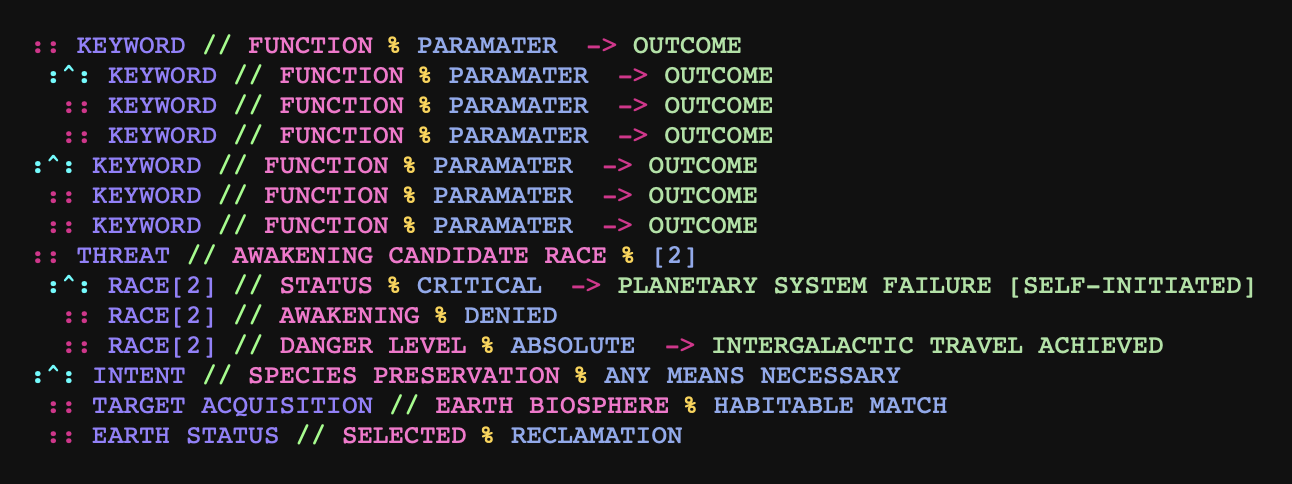 :: KEYWORD // FUNCTION % PARAMATER -> OUTCOME
:^: KEYWORD // FUNCTION % PARAMATER -> OUTCOME
:: KEYWORD // FUNCTION % PARAMATER -> OUTCOME
:: KEYWORD // FUNCTION % PARAMATER -> OUTCOME
:^: KEYWORD // FUNCTION % PARAMATER -> OUTCOME
:: KEYWORD // FUNCTION % PARAMATER -> OUTCOME
:: KEYWORD // FUNCTION % PARAMATER -> OUTCOME
:: THREAT // AWAKENING CANDIDATE RACE % [2]
:^: RACE[2] // STATUS % CRITICAL -> PLANETARY SYSTEM FAILURE [SELF-INITIATED]
:: RACE[2] // AWAKENING % DENIED
:: RACE[2] // DANGER LEVEL % ABSOLUTE -> INTERGALACTIC TRAVEL ACHIEVED
:^: INTENT // SPECIES PRESERVATION % ANY MEANS NECESSARY
:: TARGET ACQUISITION // EARTH BIOSPHERE % HABITABLE MATCH
:: EARTH STATUS // SELECTED % RECLAMATION